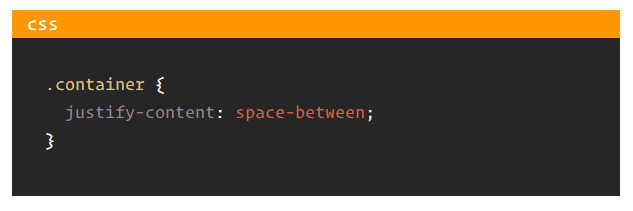 css
.container {
  justify-content: space-between;
}